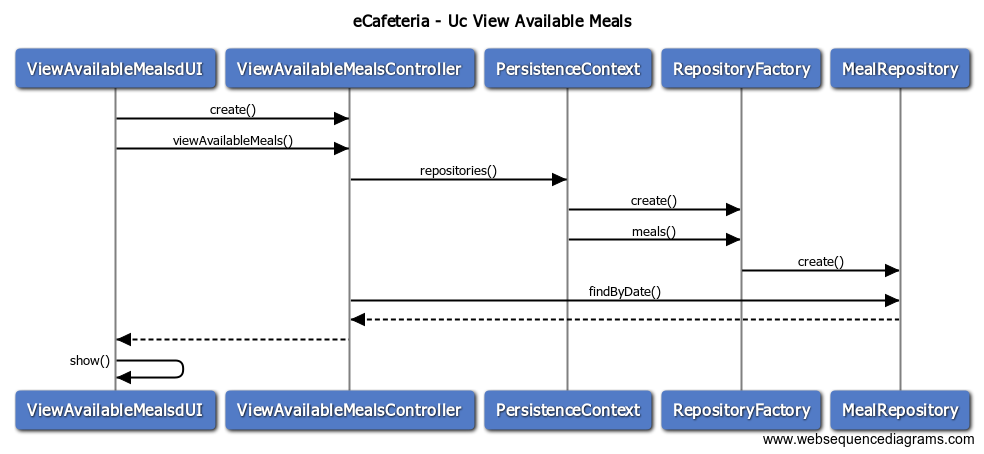 eCafeteria - Uc View Available Meals
ViewAvailableMealsdUI
ViewAvailableMealsController
PersistenceContext
RepositoryFactory
MealRepository
create()
viewAvailableMeals()
repositories()
create()
meals()
create()
findByDate()
show()
ViewAvailableMealsdUI
ViewAvailableMealsController
PersistenceContext
RepositoryFactory
MealRepository
www.websequencediagrams.com